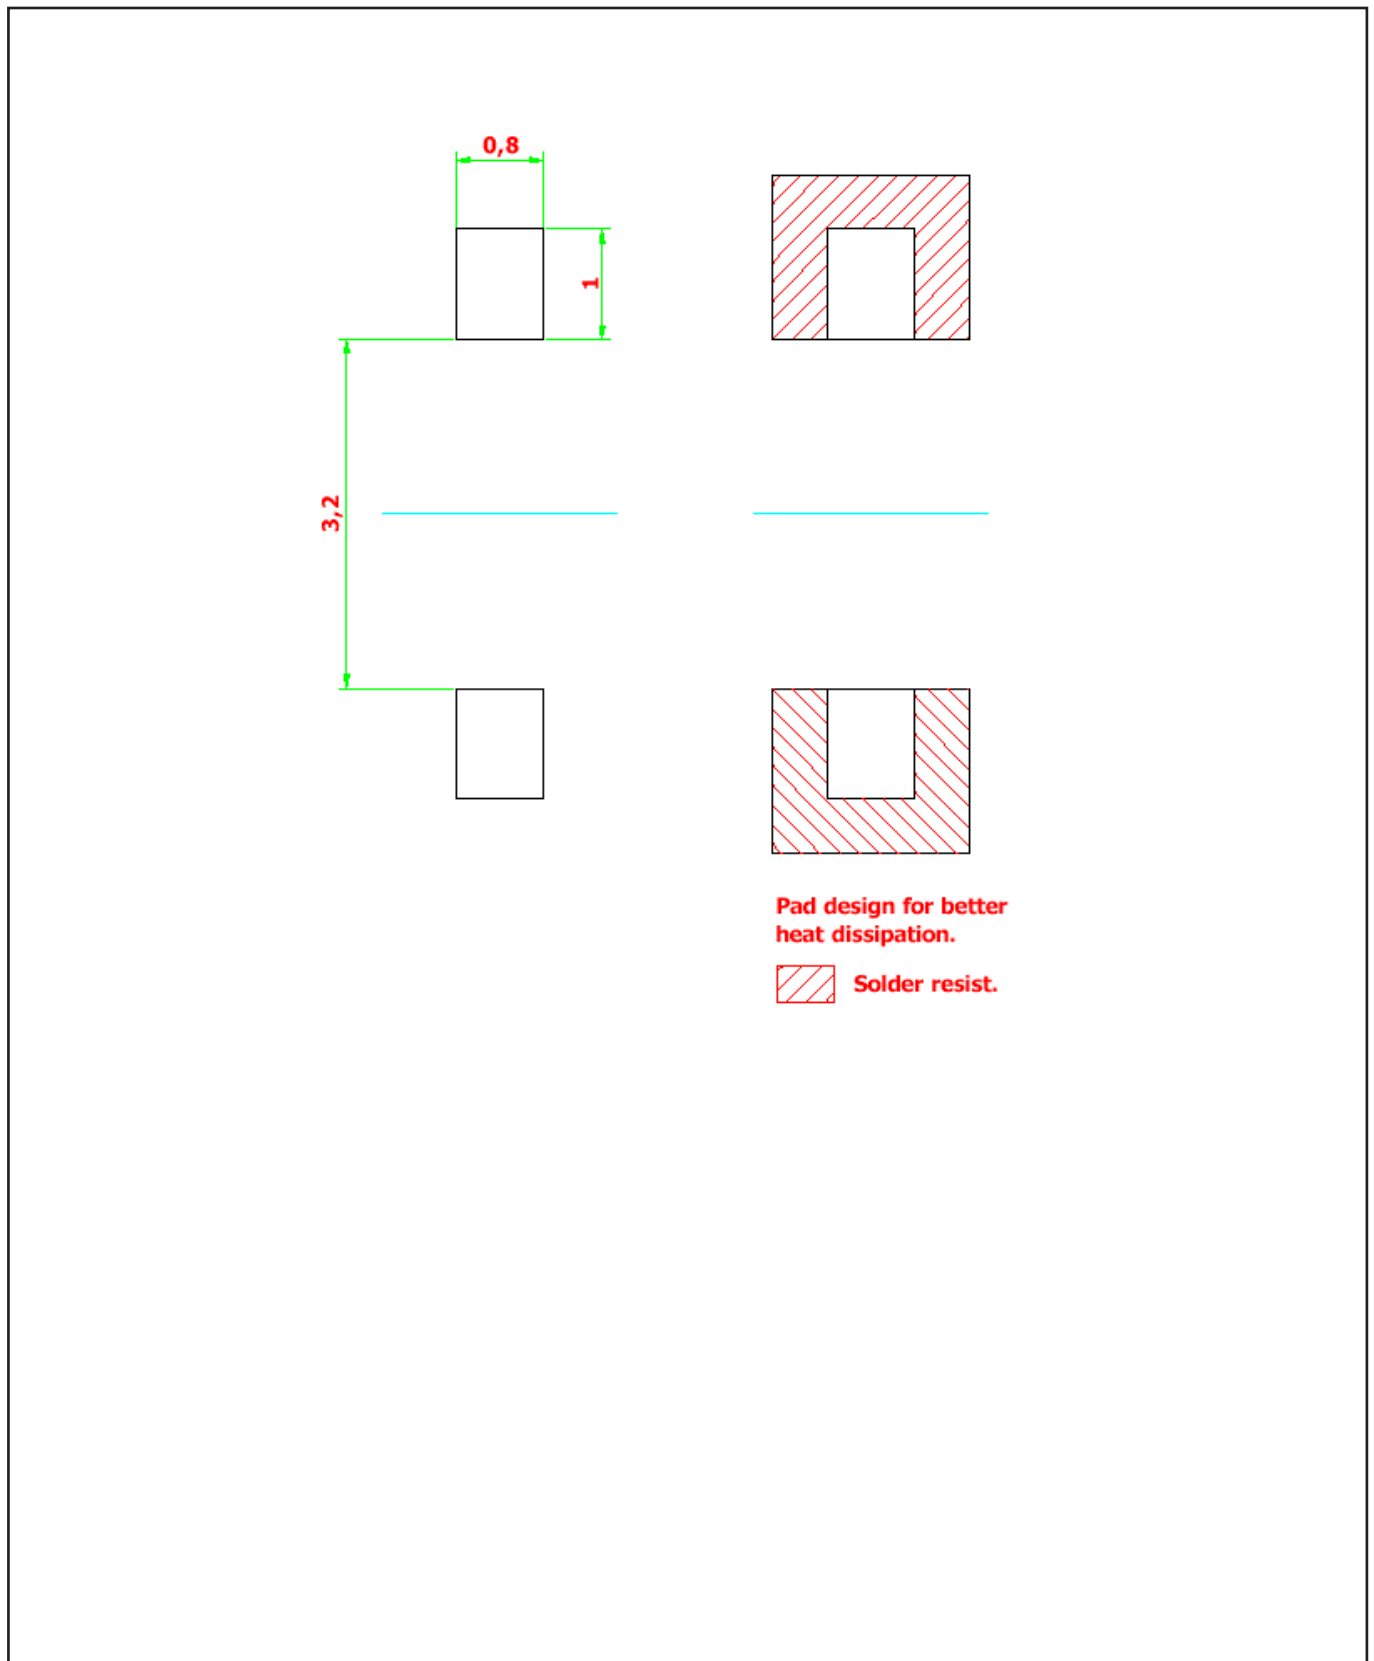 0,8
1
3,2
Pad design for better
heat dissipation.
Solder resist.